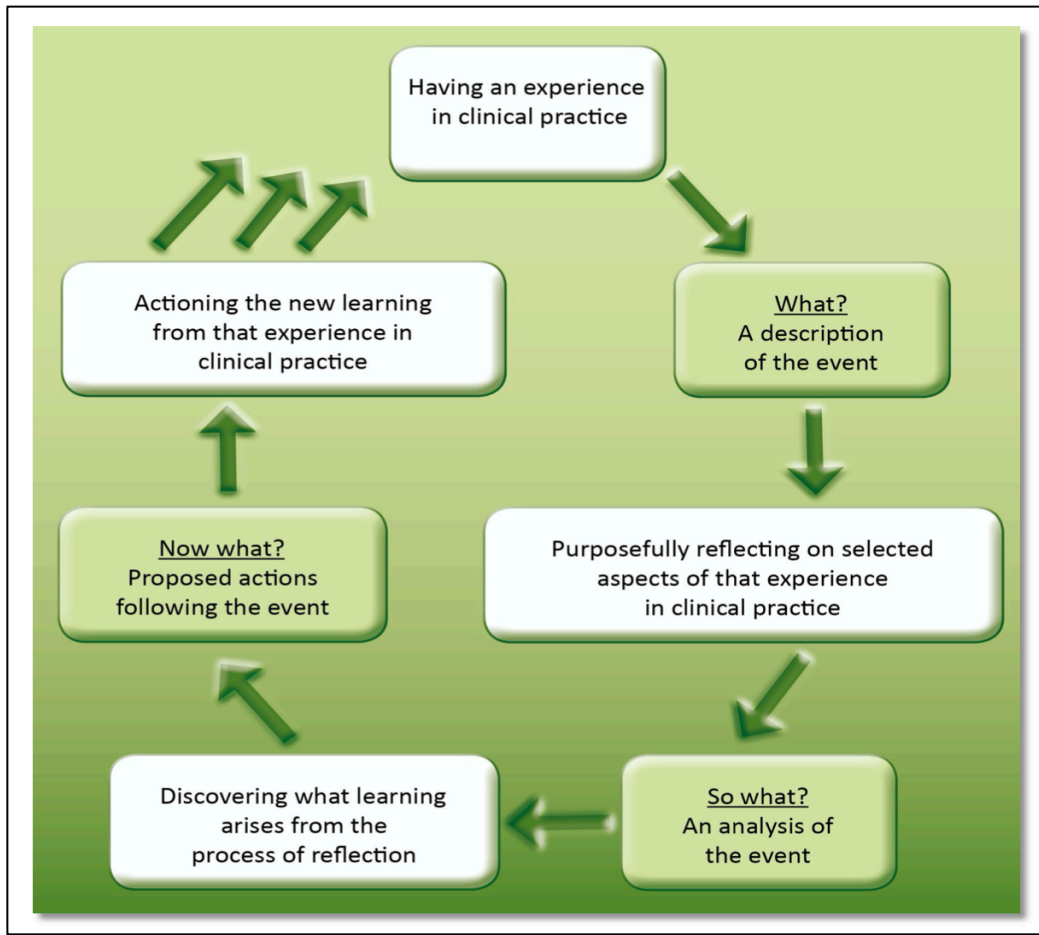 Having an experience
in clinical practice
What?
A description
of the event
Purposefully reflecting on selected
aspects of that experience
in clinical practice
So what?
An analysis of
the event
Discovering what learning
arises from the
process of reflection
Now what?
Proposed actions
following the event
Actioning the new learning
from that experience in
clinical practice